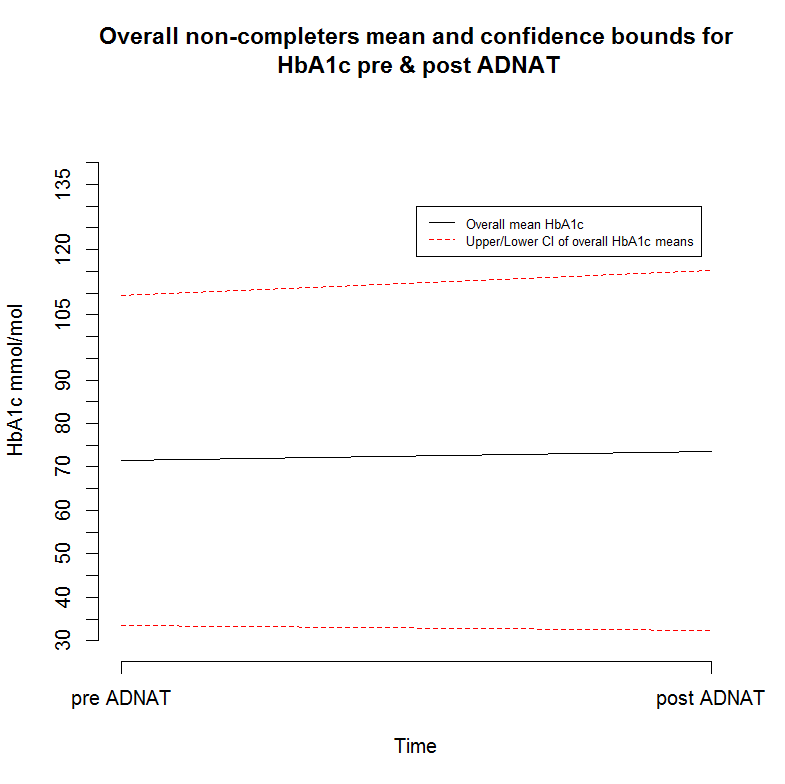 Overall non-completers mean and confidence bounds for
HbA1c pre & post ADNAT
135
120
105
90
80
70
60
50
40
30
HbA1c mmol/mol
Overall mean HbA1c
Upper/Lower CI of overall HbA1c means
pre ADNAT
post ADNAT
Time